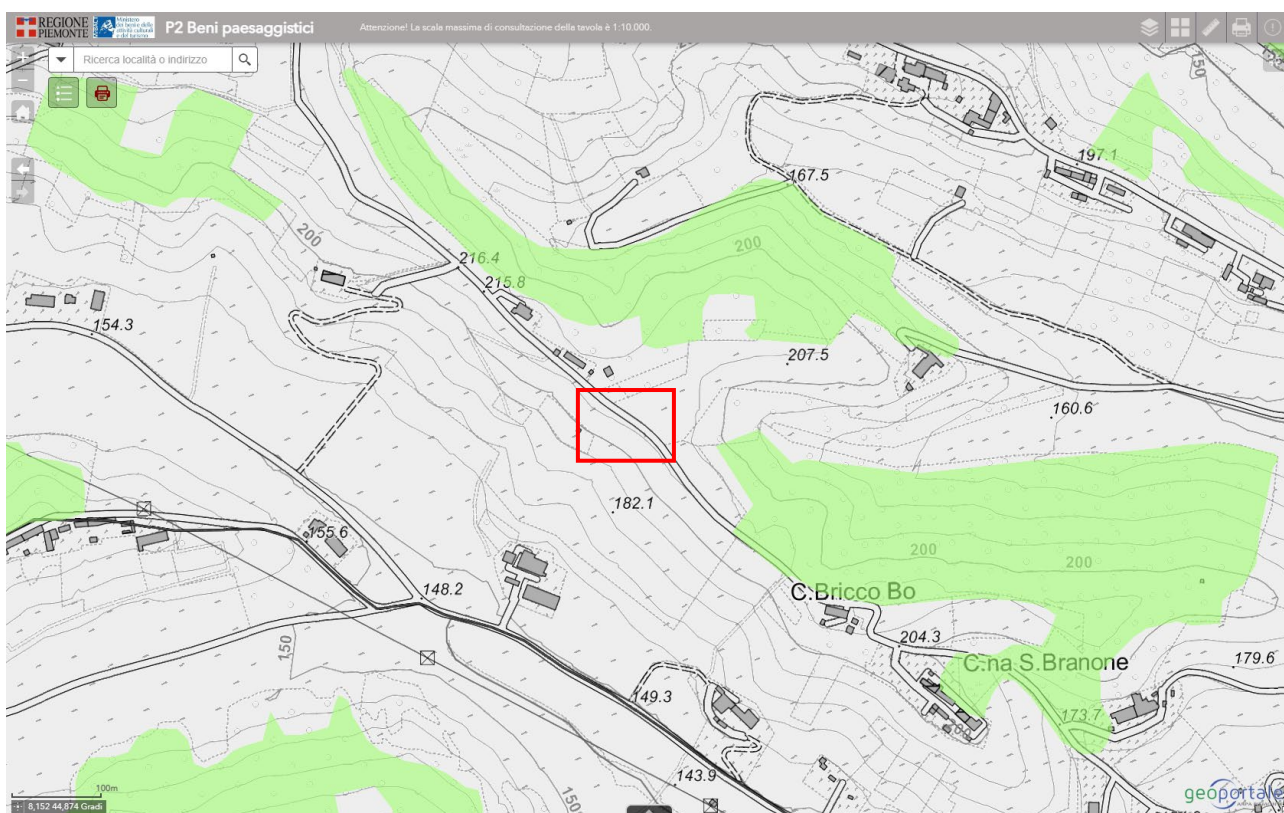 REGIONE PIEMONTE
P2 Beni paesaggistici
Attenzione! La scale massima di consultazione della tavola è 1:10.000.
Ricerca località o indirizzo
150
197.1
167.5
200
200
216.4
215.8
154.3
207.5
160.6
182.1
155.6
200
200
148.2
C.Bricco Bo
204.3
150
C.na S.Branone
179.6
149.3
173.7
200
143.9
150
100m
8,152 44,874 Gradi
geoportale